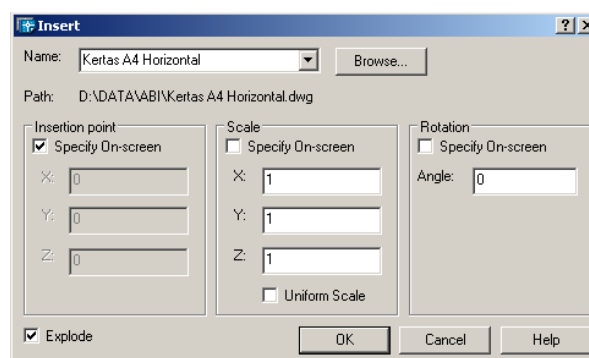 Insert
Name: Kertas A4 Horizontal Browse...
Path: D:\DATA\ABI\Kertas A4 Horizontal.dwg
Insertion point Scale Rotation
Specify On-screen Specify On-screen Specify On-screen
X: 0 X: 1 Angle: 0
Y: 0 Y: 1
Z: 0 Z: 1
Uniform Scale
Explode OK Cancel Help